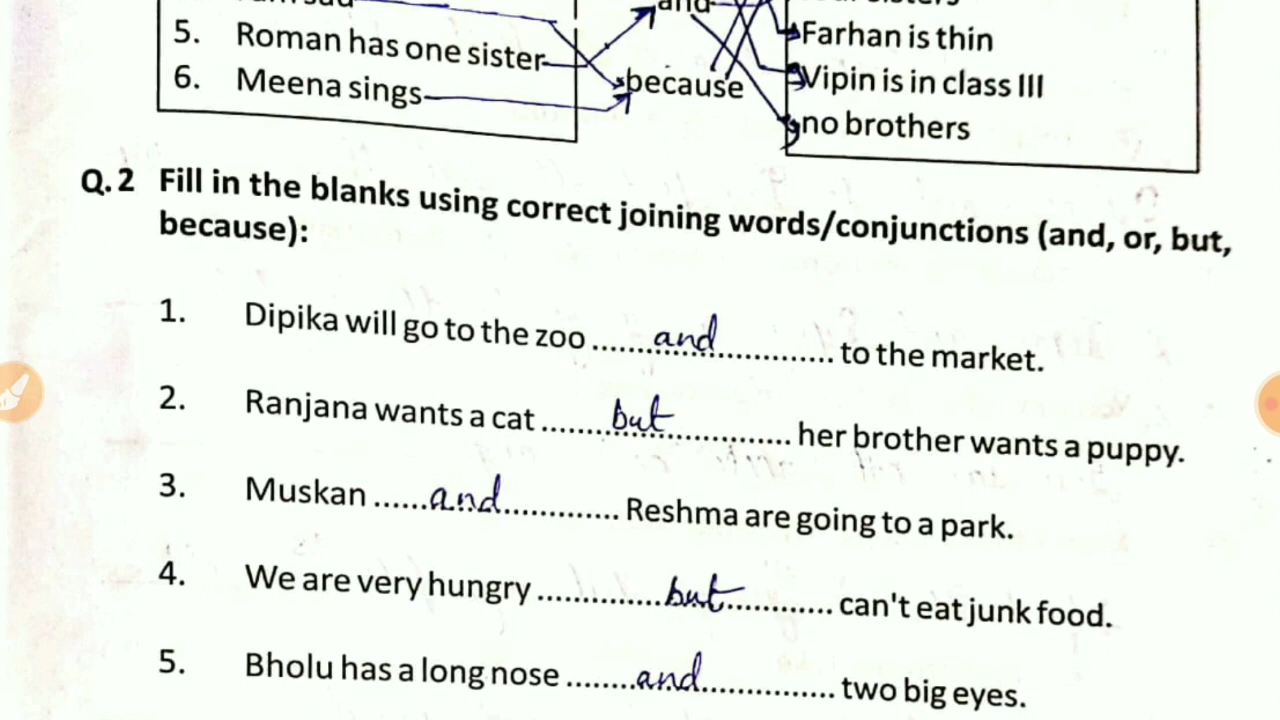 and
5. Roman has one sister
6. Meena sings
because
Farhan is thin
Vipin is in class III
no brothers
Q.2 Fill in the blanks using correct joining words/conjunctions (and, or, but,
because):
1. Dipika will go to the zoo ......and............... to the market.
2. Ranjana wants a cat .......but............... her brother wants a puppy.
3. Muskan ......and............. Reshma are going to a park.
4. We are very hungry .............but............ can't eat junk food.
5. Bholu has a long nose ........and............... two big eyes.